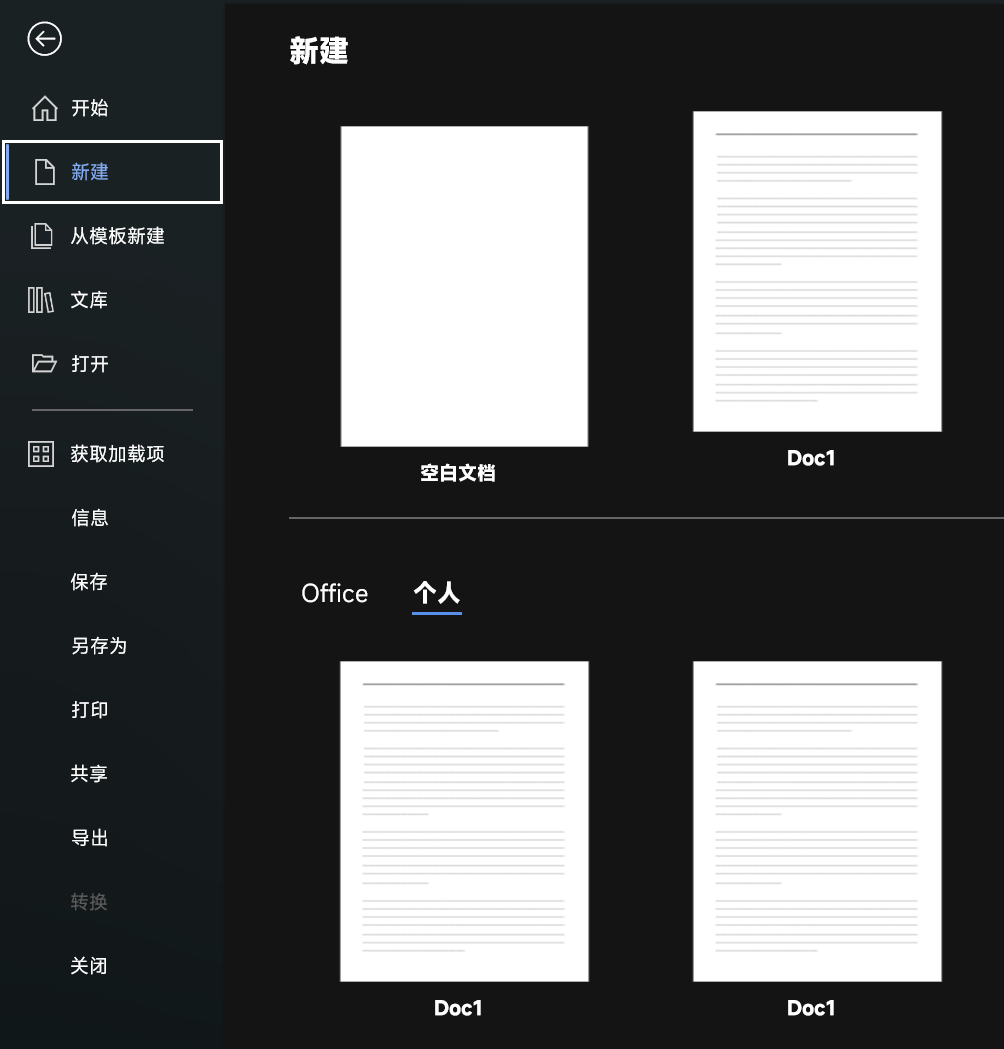 开始
新建
从模板新建
文库
打开
获取加载项
信息
保存
另存为
打印
共享
导出
转换
关闭
新建
空白文档
Doc1
Office
个人
Doc1
Doc1